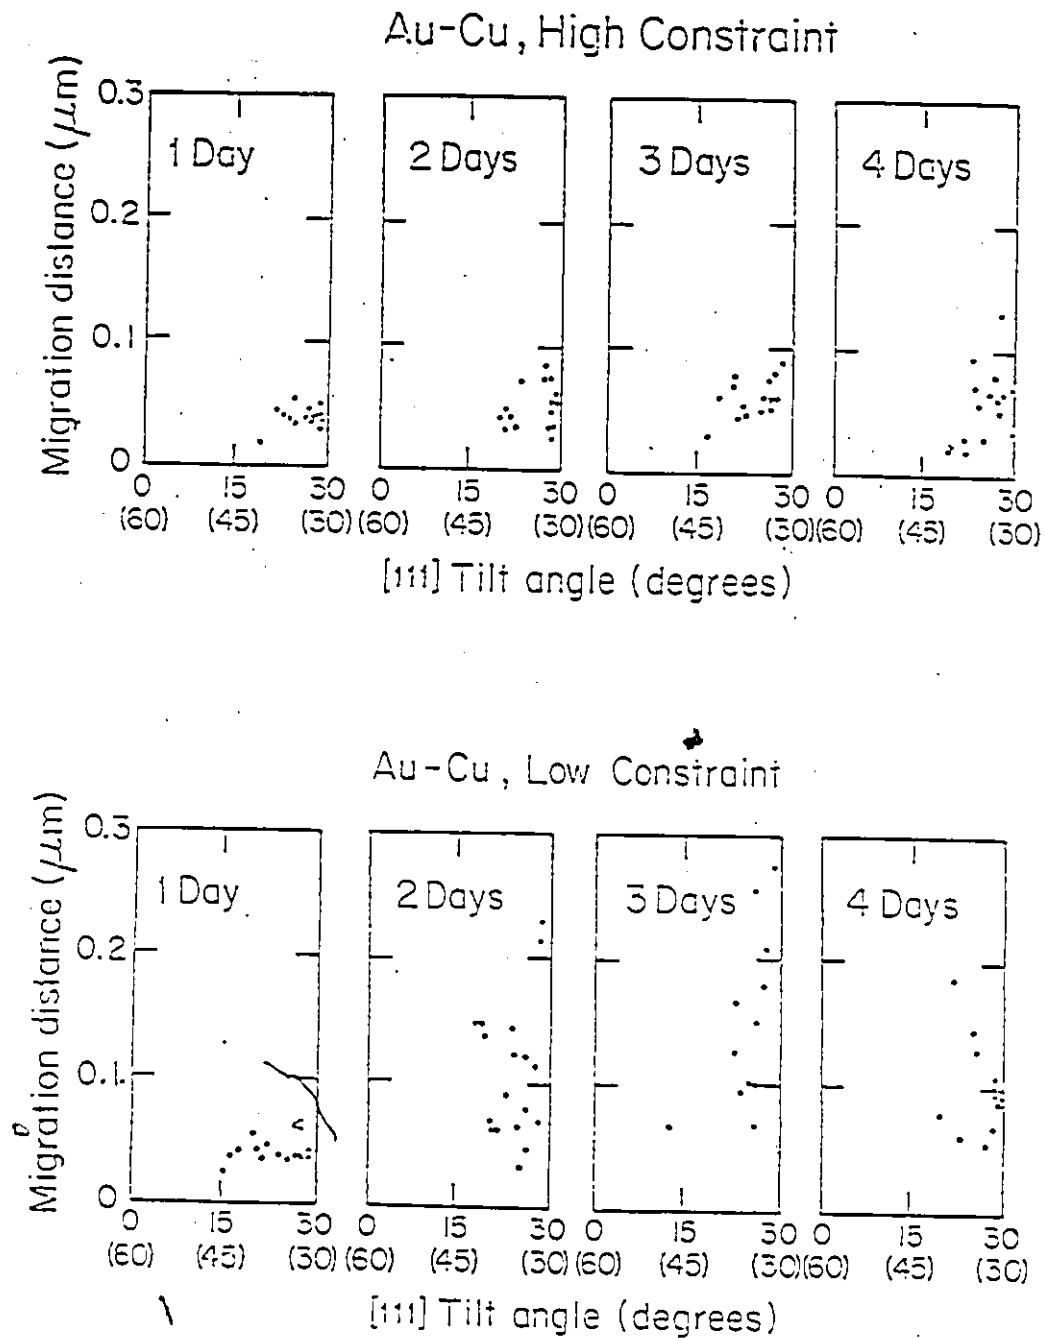 Au-Cu, High Constraint
Migration distance (μm)
0.3
0.2
0.1
0
1 Day
2 Days
3 Days
4 Days
0 15 30 0 15 30 0 15 30 0 15 30
(60) (45) (30) (60) (45) (30) (60) (45) (30) (60) (45) (30)
[111] Tilt angle (degrees)
Au-Cu, Low Constraint
Migration distance (μm)
0.3
0.2
0.1
0
1 Day
2 Days
3 Days
4 Days
0 15 30 0 15 30 0 15 30 0 15 30
(60) (45) (30) (60) (45) (30) (60) (45) (30) (60) (45) (30)
[111] Tilt angle (degrees)